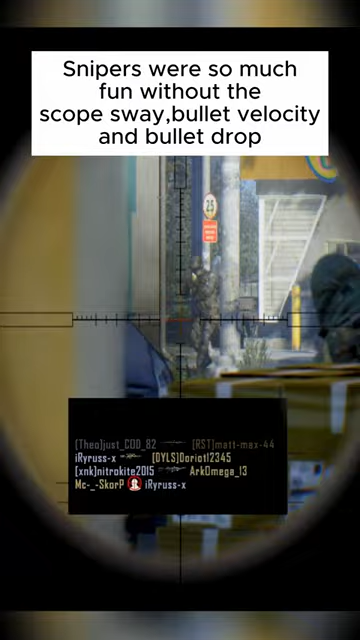 Snipers were so much
fun without the
scope sway,bullet velocity
and bullet drop
25
[Theo]just_COD_82 [RST]matt-max-44
iRyruss-x [DYLS]Doriot12345
[xnk]nitrokite2015 ArkOmega_13
Mc-_-SkorP iRyruss-x